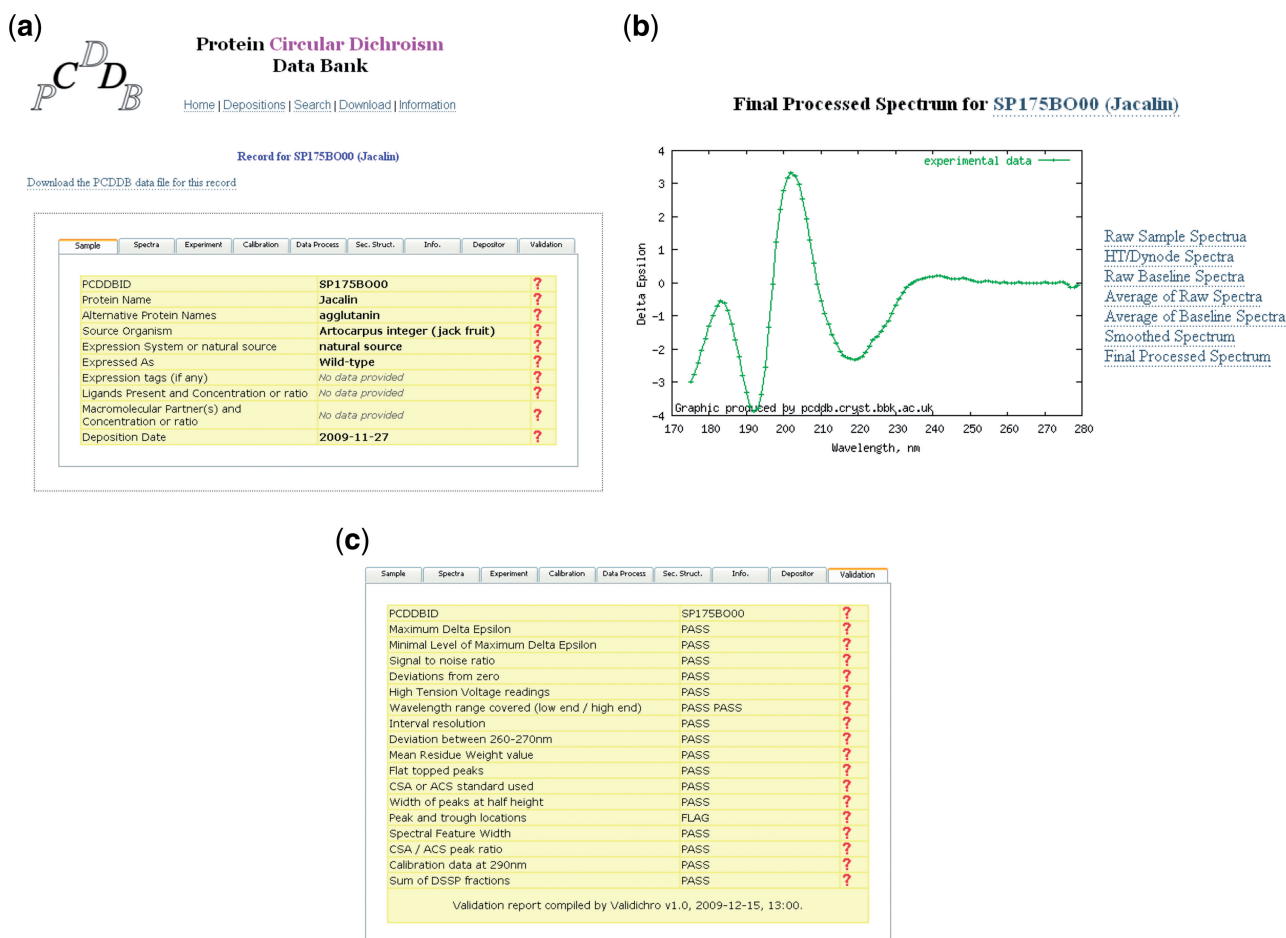 (a)
P C D D B
Protein Circular Dichroism
Data Bank
Home | Depositions | Search | Download | Information
Record for SP175BO00 (Jacalin)
Download the PCDDB data file for this record
Sample Spectra Experiment Calibration Data Process Sec. Struct. Info. Depositor Validation
PCDDBID SP175BO00 ?
Protein Name Jacalin ?
Alternative Protein Names agglutanin ?
Source Organism Artocarpus integer (jack fruit) ?
Expression System or natural source natural source ?
Expressed As Wild-type ?
Expression tags (if any) No data provided ?
Ligands Present and Concentration or ratio No data provided ?
Macromolecular Partner(s) and
Concentration or ratio No data provided ?
Deposition Date 2009-11-27 ?
(b)
Final Processed Spectrum for SP175BO00 (Jacalin)
experimental data
4
3
2
1
0
-1
-2
-3
-4
Delta Epsilon
Graphic produced by pcddb.cryst.bbk.ac.uk
170 180 190 200 210 220 230 240 250 260 270 280
Wavelength, nm
Raw Sample Spectrua
HT/Dynode Spectra
Raw Baseline Spectra
Average of Raw Spectra
Average of Baseline Spectra
Smoothed Spectrum
Final Processed Spectrum
(c)
Sample Spectra Experiment Calibration Data Process Sec. Struct. Info. Depositor Validation
PCDDBID SP175BO00 ?
Maximum Delta Epsilon PASS ?
Minimal Level of Maximum Delta Epsilon PASS ?
Signal to noise ratio PASS ?
Deviations from zero PASS ?
High Tension Voltage readings PASS ?
Wavelength range covered (low end / high end) PASS PASS ?
Interval resolution PASS ?
Deviation between 260-270nm PASS ?
Mean Residue Weight value PASS ?
Flat topped peaks PASS ?
CSA or ACS standard used PASS ?
Width of peaks at half height PASS ?
Peak and trough locations FLAG ?
Spectral Feature Width PASS ?
CSA / ACS peak ratio PASS ?
Calibration data at 290nm PASS ?
Sum of DSSP fractions PASS ?
Validation report compiled by Validichro v1.0, 2009-12-15, 13:00.